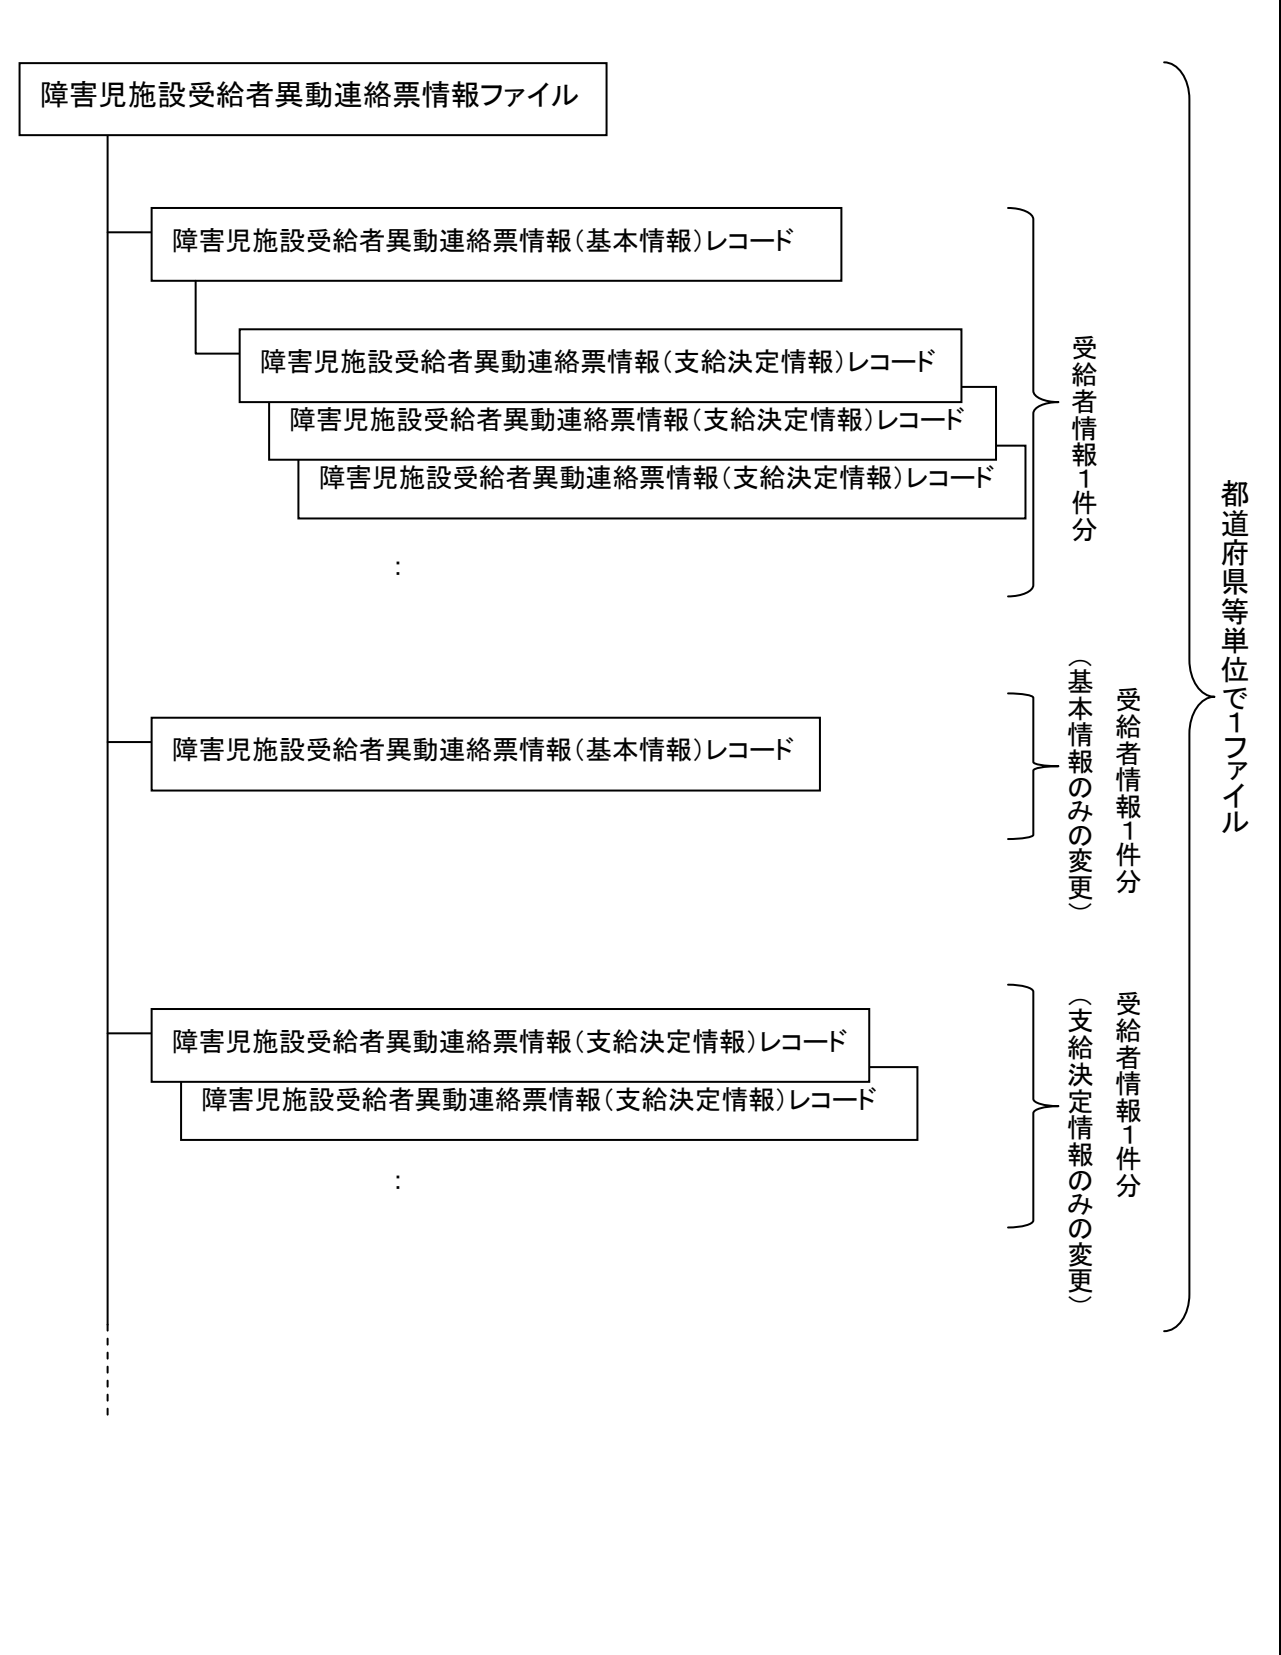 障害児施設受給者異動連絡票情報ファイル
障害児施設受給者異動連絡票情報（基本情報）レコード
障害児施設受給者異動連絡票情報（支給決定情報）レコード
障害児施設受給者異動連絡票情報（支給決定情報）レコード
障害児施設受給者異動連絡票情報（支給決定情報）レコード
：
受給者情報１件分
障害児施設受給者異動連絡票情報（基本情報）レコード
受給者情報１件分
（基本情報のみの変更）
障害児施設受給者異動連絡票情報（支給決定情報）レコード
障害児施設受給者異動連絡票情報（支給決定情報）レコード
：
受給者情報１件分
（支給決定情報のみの変更）
都道府県等単位で１ファイル